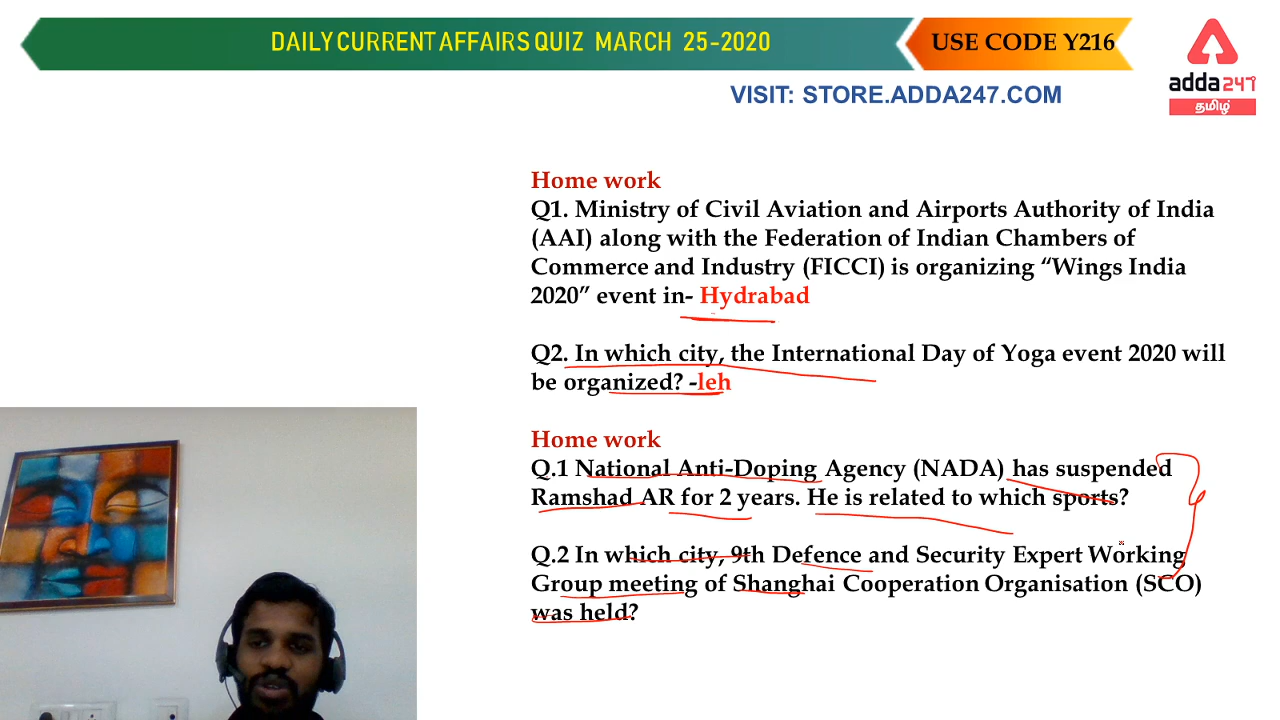 DAILY CURRENT AFFAIRS QUIZ MARCH 25-2020
USE CODE Y216
adda247
தமிழ்
VISIT: STORE.ADDA247.COM
Home work
Q1. Ministry of Civil Aviation and Airports Authority of India
(AAI) along with the Federation of Indian Chambers of
Commerce and Industry (FICCI) is organizing “Wings India
2020” event in- Hydrabad
Q2. In which city, the International Day of Yoga event 2020 will
be organized? -leh
Home work
Q.1 National Anti-Doping Agency (NADA) has suspended
Ramshad AR for 2 years. He is related to which sports?
Q.2 In which city, 9th Defence and Security Expert Working
Group meeting of Shanghai Cooperation Organisation (SCO)
was held?